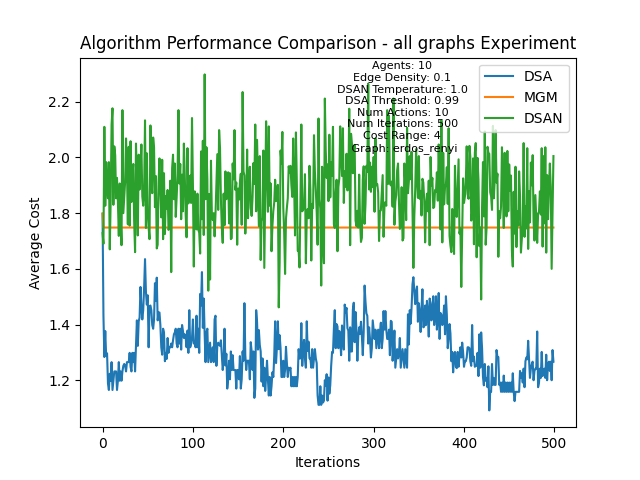 Algorithm Performance Comparison - all graphs Experiment
Agents: 10
Edge Density: 0.1
DSAN Temperature: 1.0
DSA Threshold: 0.99
Num Actions: 10
Num Iterations: 500
Cost Range: 4
Graph: erdos_renyi
DSA
MGM
DSAN
2.2
2.0
1.8
1.6
1.4
1.2
Average Cost
0
100
200
300
400
500
Iterations